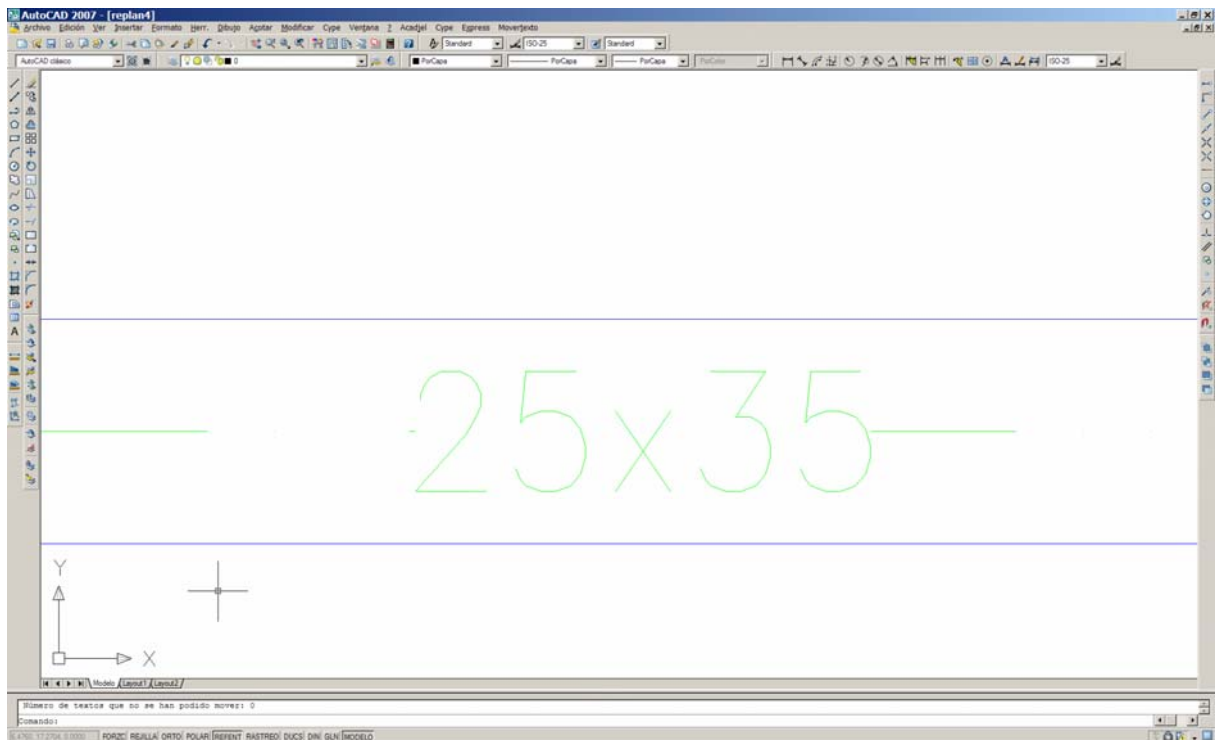 AutoCAD 2007 - [replan4]
Archivo Edición Ver Insertar Formato Herr. Dibujo Acotar Modificar Cype Ventana ? Acadjel Cype Express Movertexto
Standard ISO-25 Standard
AutoCAD clásico 0 PorCapa PorCapa PorCapa PorColor ISO-25
A
25x35
Y
X
Modelo Layout1 Layout2
Número de textos que no se han podido mover: 0
Comando:
FORZC REJILLA ORTO POLAR REFENT RASTREO DUCS DIN GLN MODELO